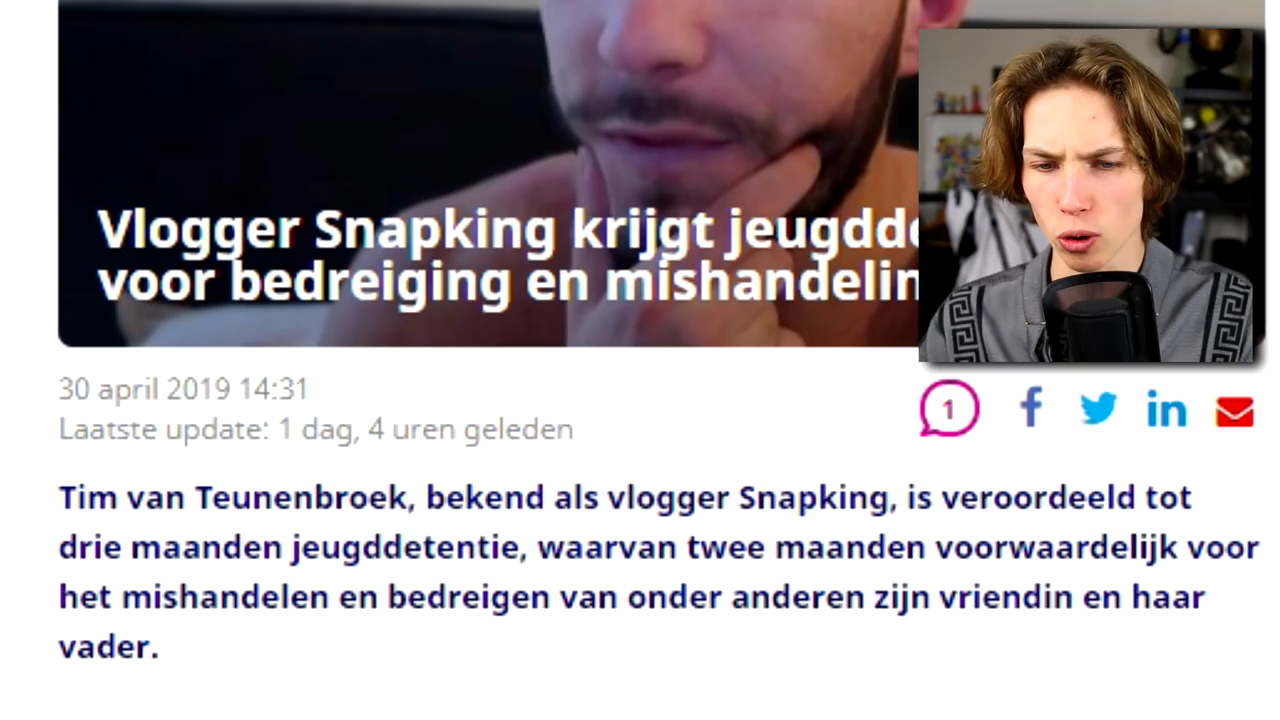 Vlogger Snapking krijgt
voor bedreiging en
30 april 2019 14:31
Laatste update: 1 dag, 4 uren geleden
1
Tim van Teunenbroek, bekend als vlogger Snapking, is veroordeeld tot
drie maanden jeugddetentie, waarvan twee maanden voorwaardelijk voor
het mishandelen en bedreigen van onder anderen zijn vriendin en haar
vader.